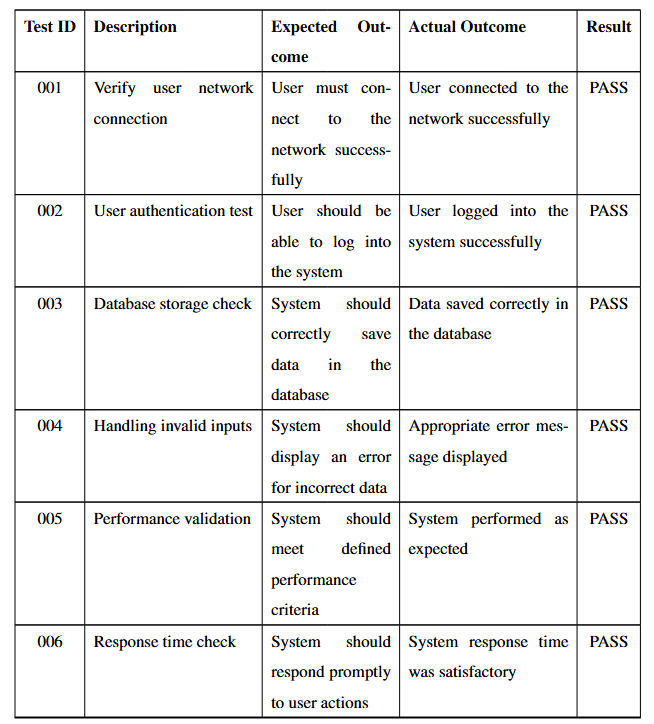 Test ID Description Expected Out- Actual Outcome Result
come
001 Verify user network User must con- User connected to the PASS
connection nect to the network successfully
network success-
fully
002 User authentication test User should be User logged into the PASS
able to log into system successfully
the system
003 Database storage check System should Data saved correctly in PASS
correctly save the database
data in the
database
004 Handling invalid inputs System should Appropriate error mes- PASS
display an error sage displayed
for incorrect data
005 Performance validation System should System performed as PASS
meet defined expected
performance
criteria
006 Response time check System should System response time PASS
respond promptly was satisfactory
to user actions